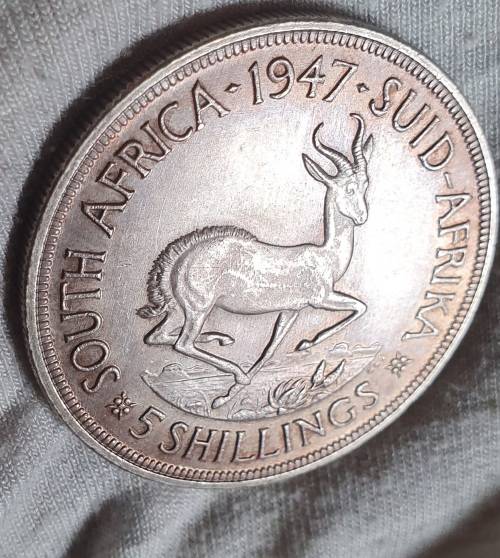 SOUTH AFRICA · 1947 · SUID-AFRIKA
5 SHILLINGS